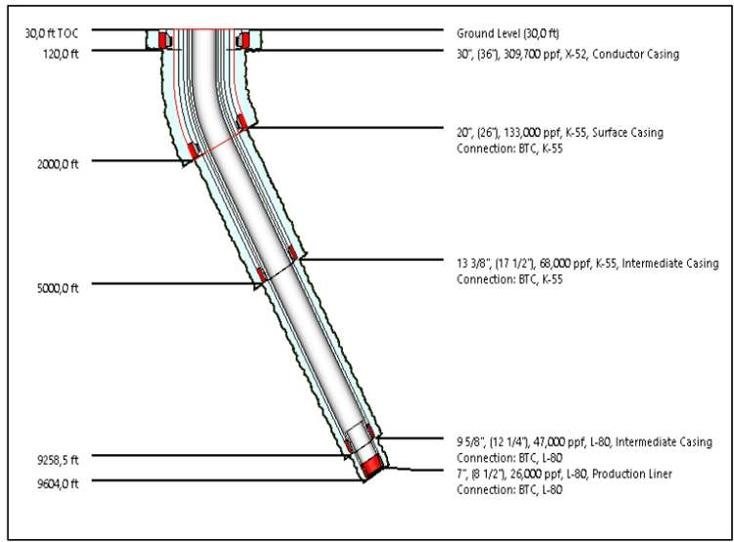 30,0 ft TOC
Ground Level (30,0 ft)
120,0 ft
30", (36"), 309,700 ppf, X-52, Conductor Casing
20", (26"), 133,000 ppf, K-55, Surface Casing
Connection: BTC, K-55
2000,0 ft
13 3/8", (17 1/2"), 68,000 ppf, K-55, Intermediate Casing
Connection: BTC, K-55
5000,0 ft
9 5/8", (12 1/4"), 47,000 ppf, L-80, Intermediate Casing
Connection: BTC, L-80
9258,5 ft
7", (8 1/2"), 26,000 ppf, L-80, Production Liner
Connection: BTC, L-80
9604,0 ft